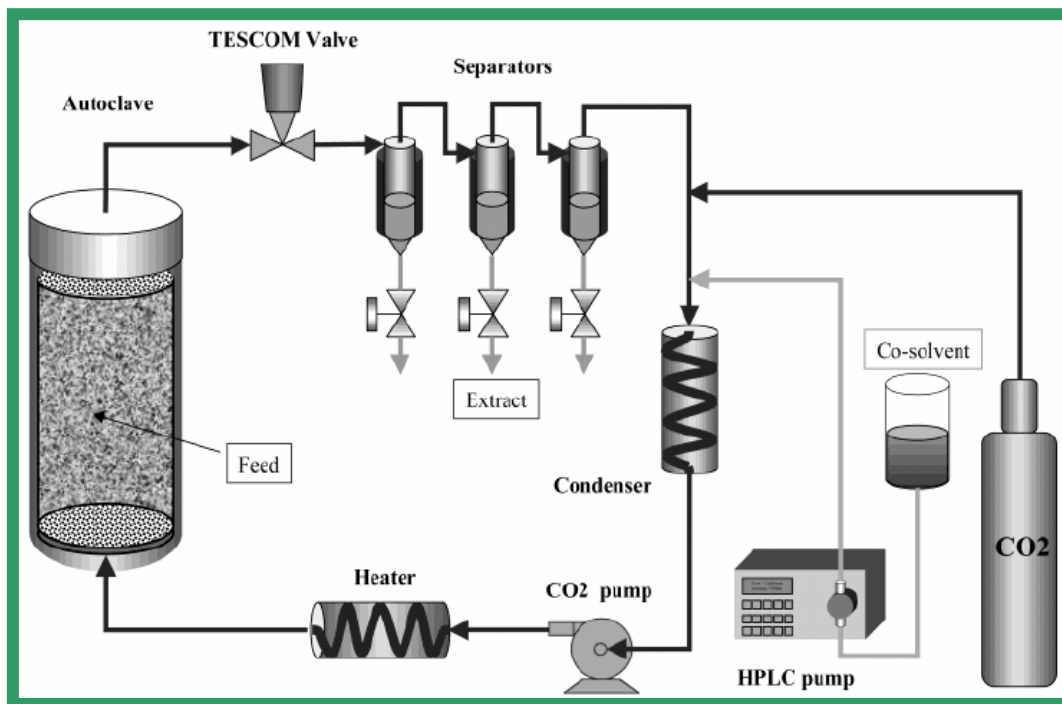 TESCOM Valve
Separators
Autoclave
Co-solvent
Extract
Feed
Condenser
CO2
Heater
CO2 pump
HPLC pump